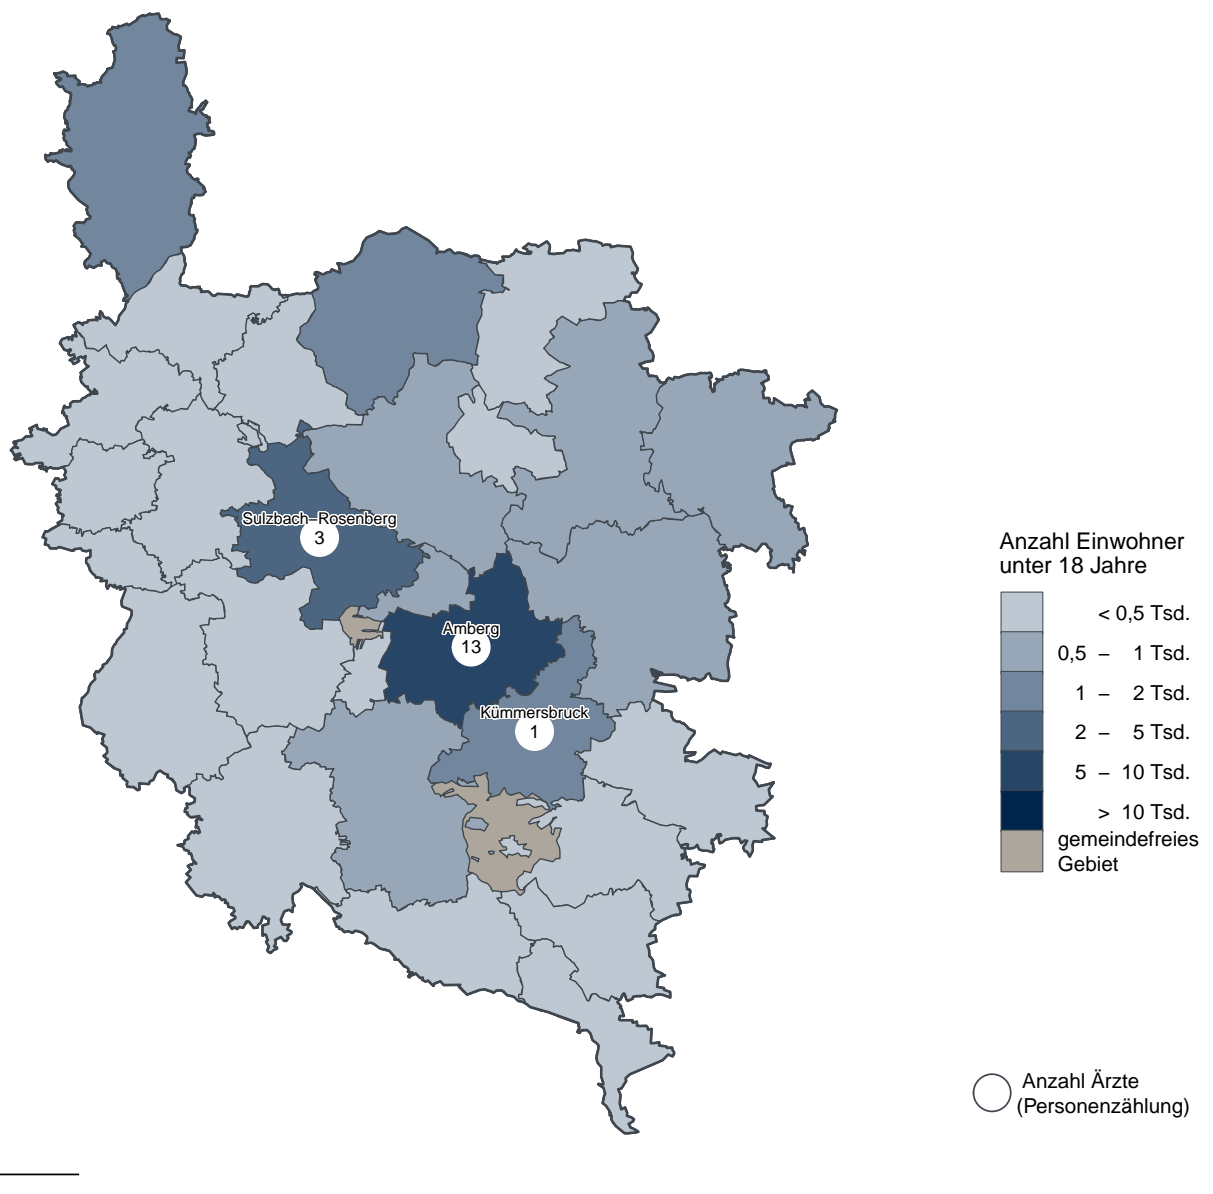 Sulzbach–Rosenberg
3
Amberg
13
Kümmersbruck
1
Anzahl Einwohner
unter 18 Jahre
< 0,5 Tsd.
0,5 – 1 Tsd.
1 – 2 Tsd.
2 – 5 Tsd.
5 – 10 Tsd.
> 10 Tsd.
gemeindefreies
Gebiet
Anzahl Ärzte
(Personenzählung)